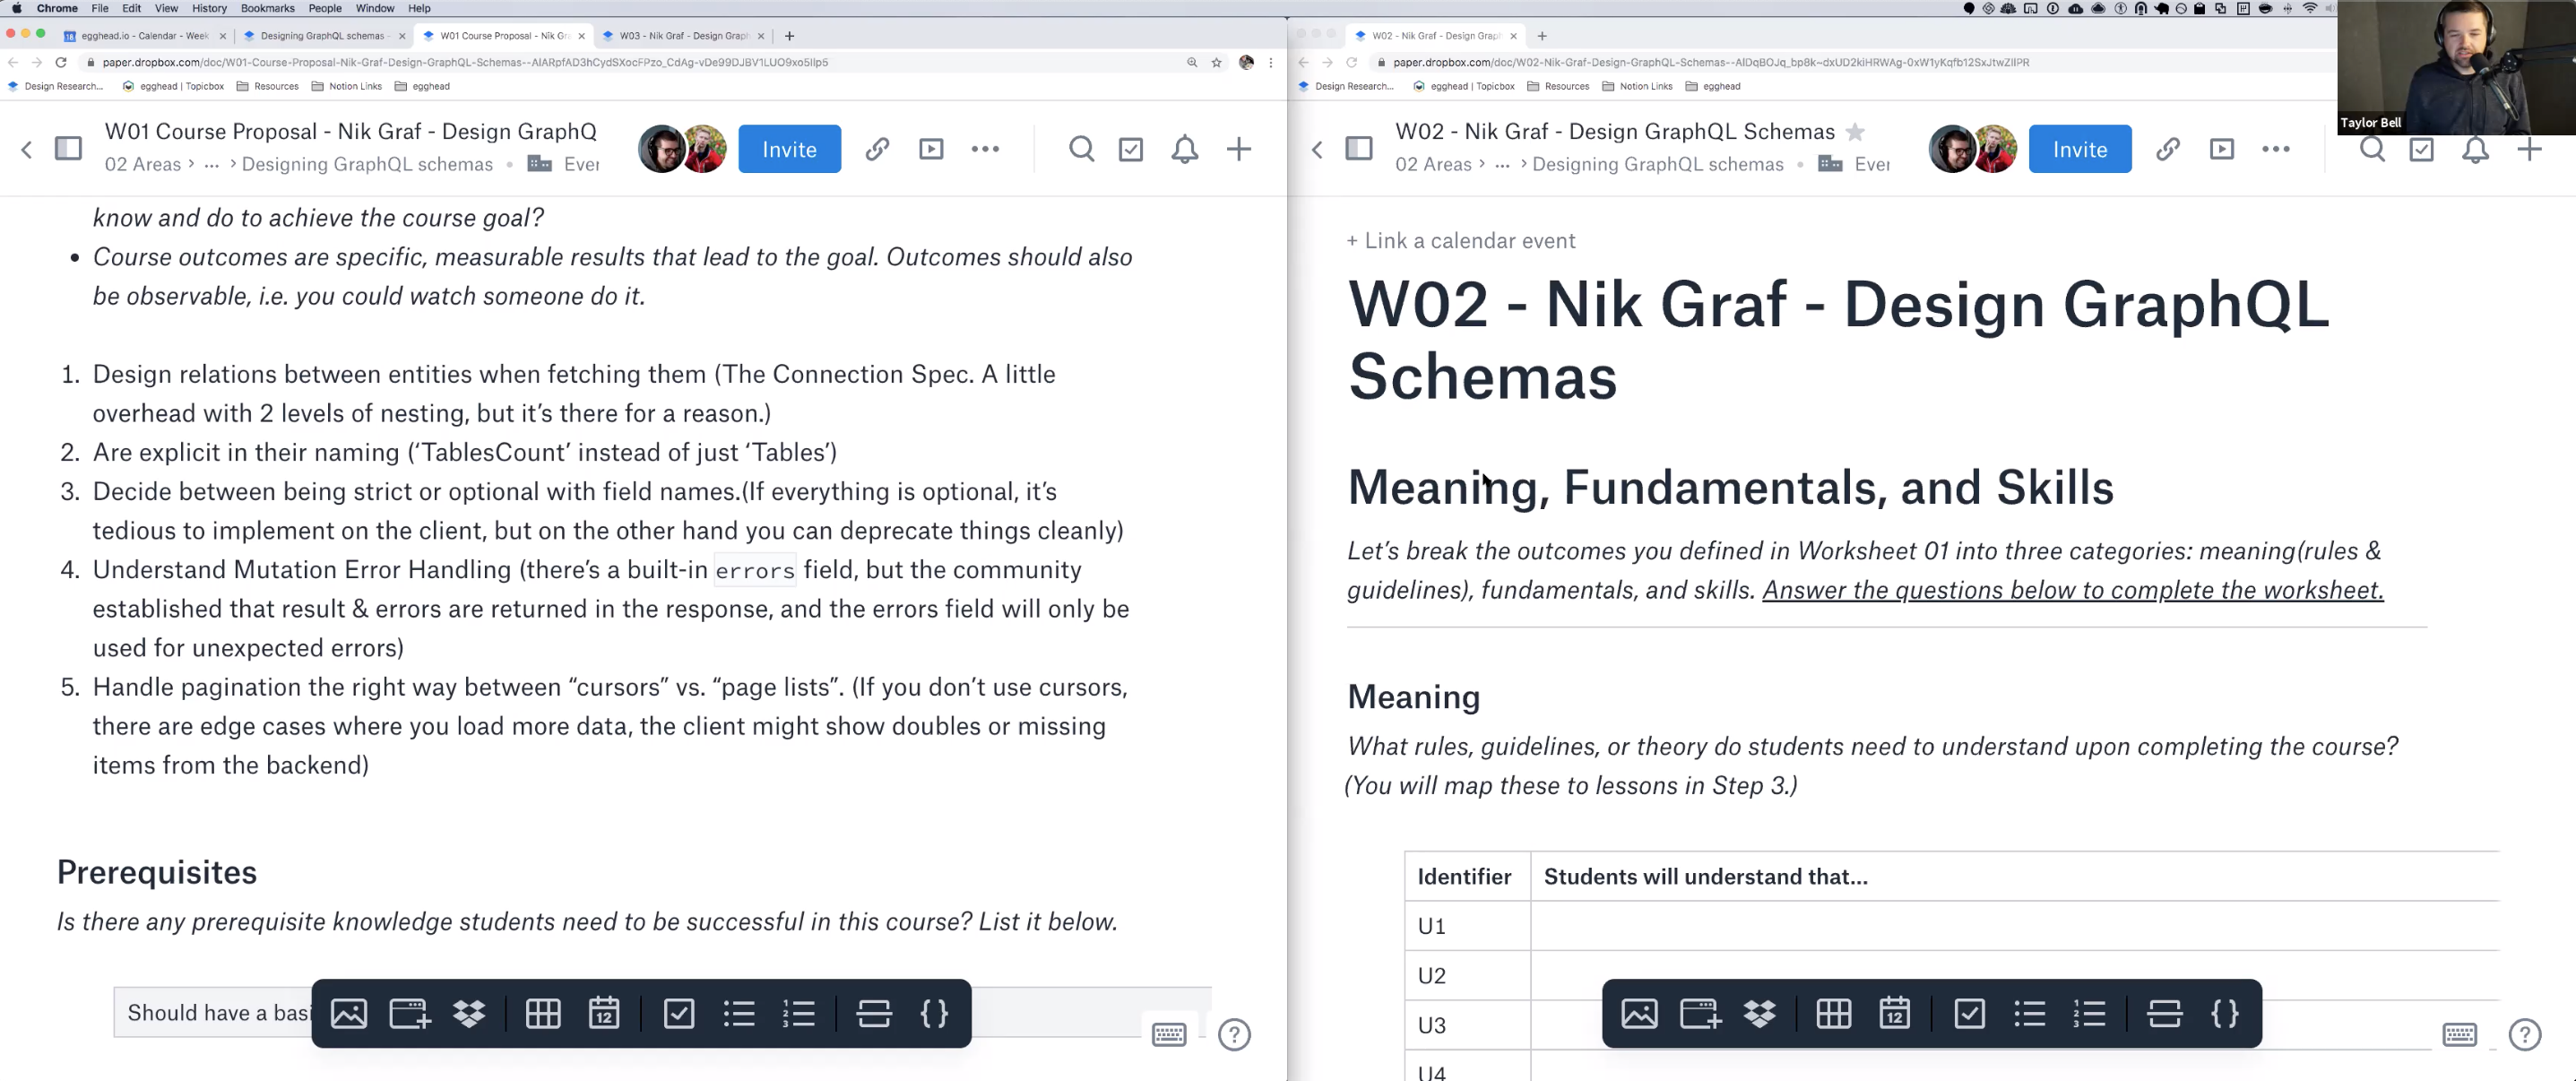 Chrome File Edit View History Bookmarks People Window Help
egghead.io - Calendar - Week
Designing GraphQL schemas -
W01 Course Proposal - Nik Gr
W03 - Nik Graf - Design Graph
paper.dropbox.com/doc/W01-Course-Proposal-Nik-Graf-Design-GraphQL-Schemas--
Design Research... egghead | Topicbox Resources Notion Links egghead
W01 Course Proposal - Nik Graf - Design GraphQ
02 Areas > ... > Designing GraphQL schemas • Ever
Invite
know and do to achieve the course goal?
• Course outcomes are specific, measurable results that lead to the goal. Outcomes should also
be observable, i.e. you could watch someone do it.
1. Design relations between entities when fetching them (The Connection Spec. A little
overhead with 2 levels of nesting, but it’s there for a reason.)
2. Are explicit in their naming (‘TablesCount’ instead of just ‘Tables’)
3. Decide between being strict or optional with field names.(If everything is optional, it’s
tedious to implement on the client, but on the other hand you can deprecate things cleanly)
4. Understand Mutation Error Handling (there’s a built-in errors field, but the community
established that result & errors are returned in the response, and the errors field will only be
used for unexpected errors)
5. Handle pagination the right way between “cursors” vs. “page lists”. (If you don’t use cursors,
there are edge cases where you load more data, the client might show doubles or missing
items from the backend)
Prerequisites
Is there any prerequisite knowledge students need to be successful in this course? List it below.
Should have a basi
12
W02 - Nik Graf - Design Graph
paper.dropbox.com/doc/W02-Nik-Graf-Design-GraphQL-Schemas--
Design Research... egghead | Topicbox Resources Notion Links egghead
Taylor Bell
W02 - Nik Graf - Design GraphQL Schemas
02 Areas > ... > Designing GraphQL schemas • Ever
Invite
+ Link a calendar event
W02 - Nik Graf - Design GraphQL
Schemas
Meaning, Fundamentals, and Skills
Let’s break the outcomes you defined in Worksheet 01 into three categories: meaning(rules &
guidelines), fundamentals, and skills. Answer the questions below to complete the worksheet.
Meaning
What rules, guidelines, or theory do students need to understand upon completing the course?
(You will map these to lessons in Step 3.)
Identifier Students will understand that...
U1
U2
U3
U4
12